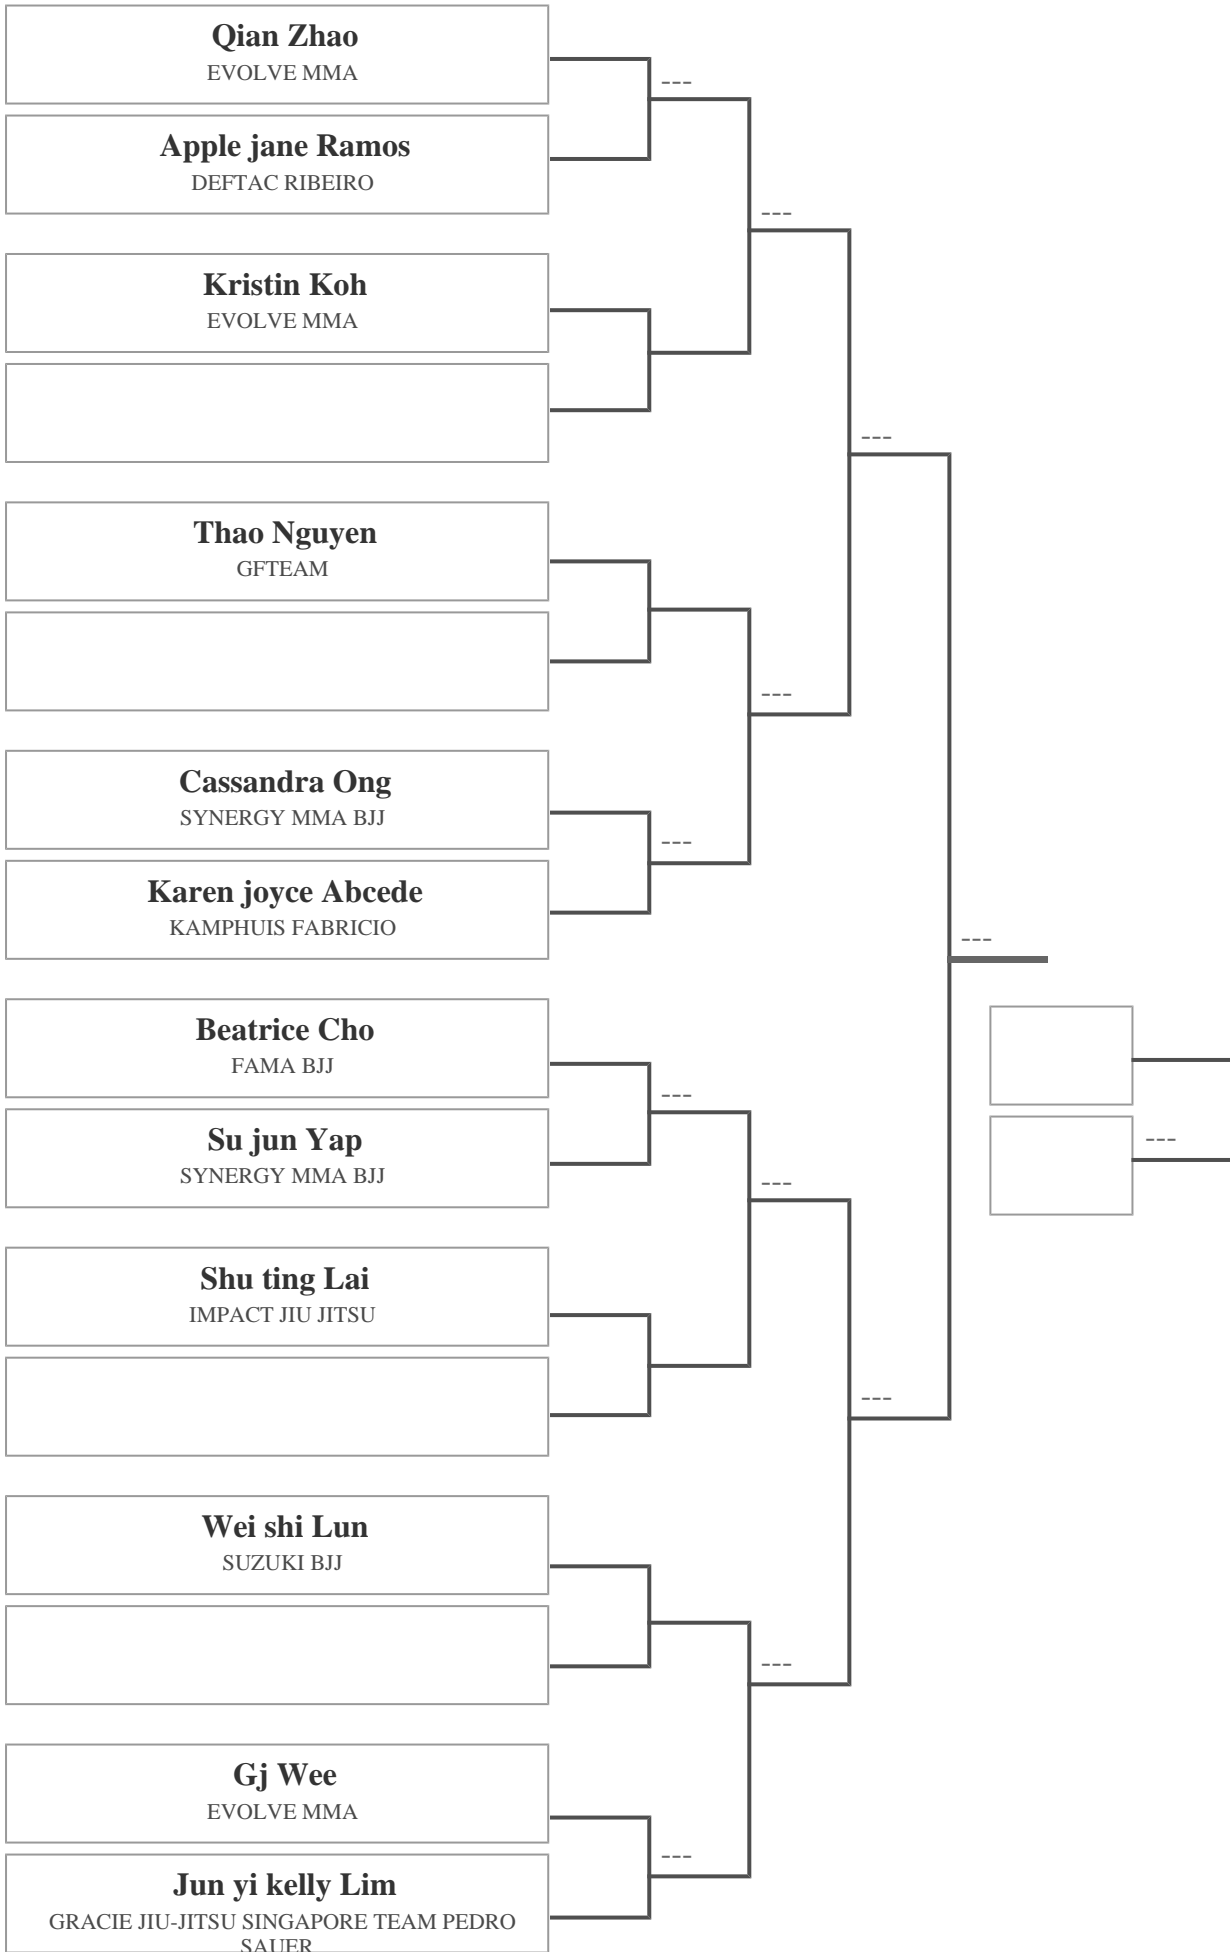 Qian Zhao
EVOLVE MMA
---
Apple jane Ramos
DEFTAC RIBEIRO
---
Kristin Koh
EVOLVE MMA
---
Thao Nguyen
GFTEAM
---
Cassandra Ong
SYNERGY MMA BJJ
---
Karen joyce Abcede
KAMPHUIS FABRICIO
---
Beatrice Cho
FAMA BJJ
---
Su jun Yap
SYNERGY MMA BJJ
---
---
Shu ting Lai
IMPACT JIU JITSU
---
Wei shi Lun
SUZUKI BJJ
---
Gj Wee
EVOLVE MMA
---
Jun yi kelly Lim
GRACIE JIU-JITSU SINGAPORE TEAM PEDRO
SAUER